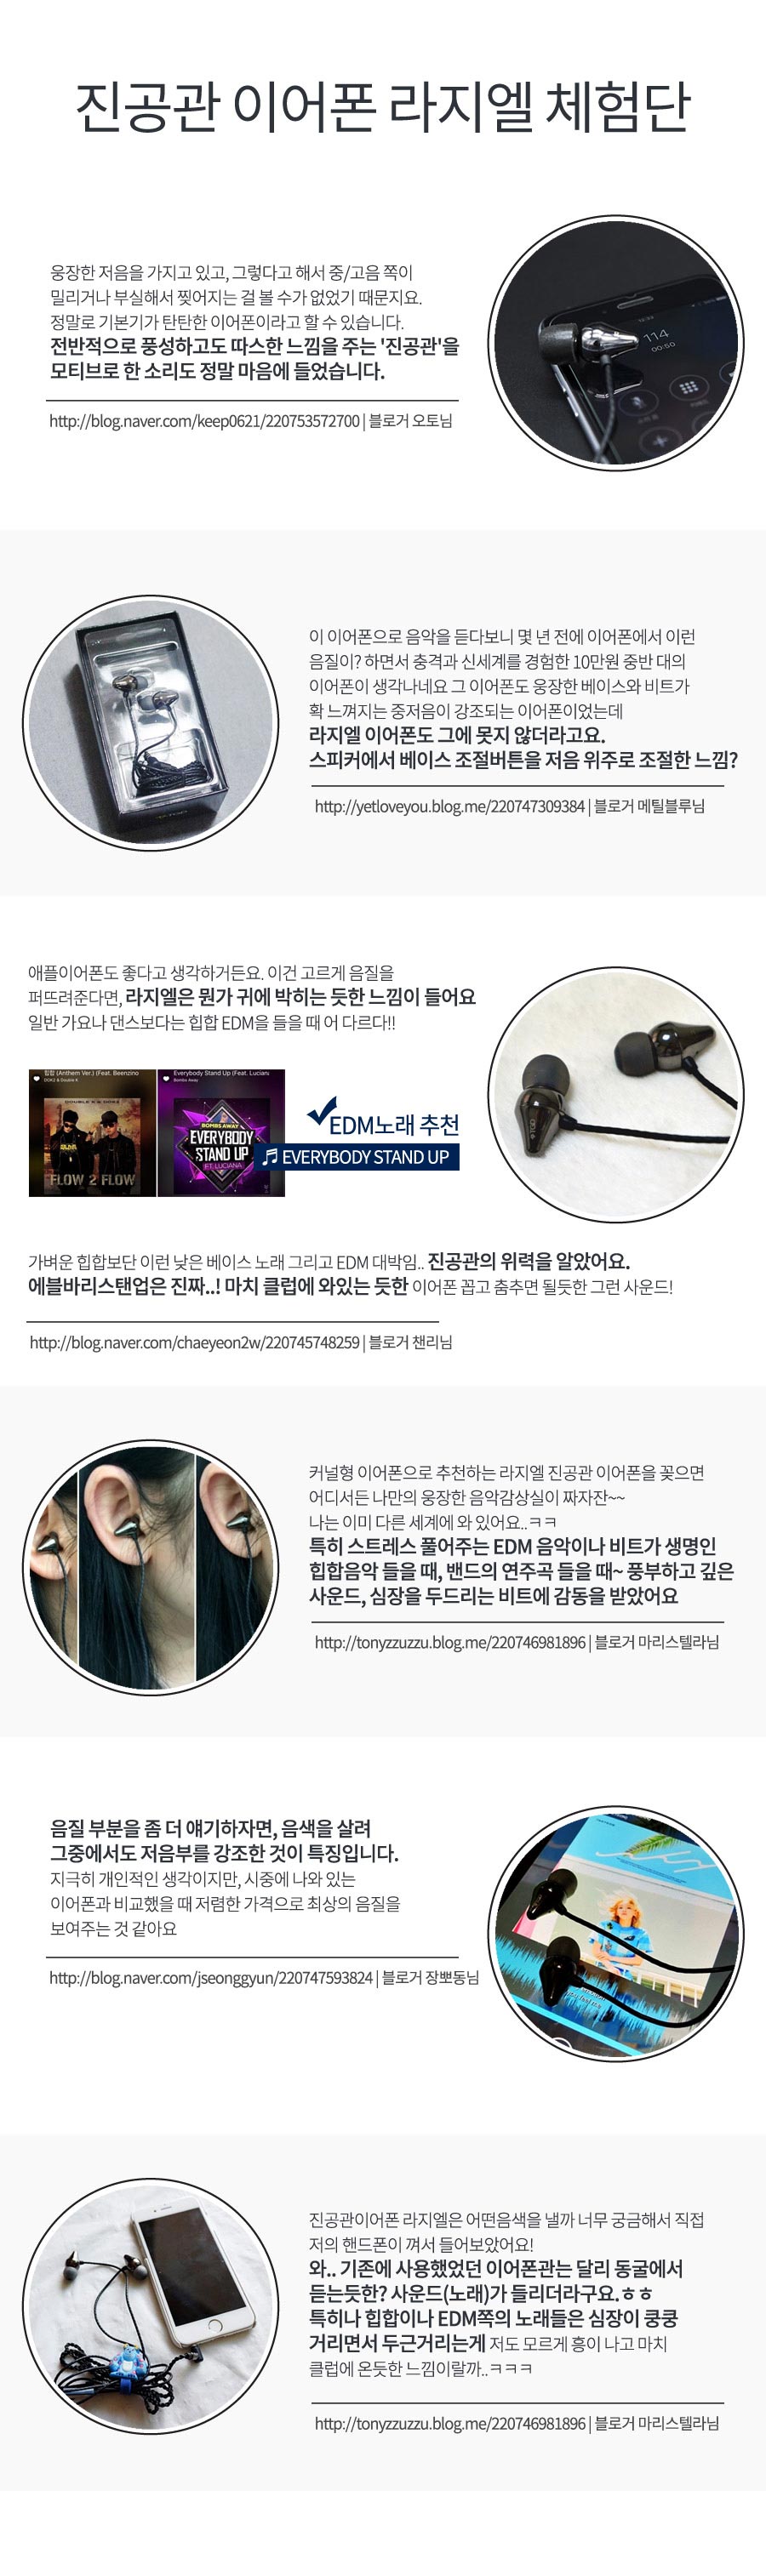 진공관 이어폰 라지엘 체험단
웅장한 저음을 가지고 있고, 그렇다고 해서 중/고음 쪽이
밀리거나 부실해서 찢어지는 걸 볼 수가 없었기 때문지요.
정말로 기본기가 탄탄한 이어폰이라고 할 수 있습니다.
전반적으로 풍성하고도 따스한 느낌을 주는 '진공관'을
모티브로 한 소리도 정말 마음에 들었습니다.
http://blog.naver.com/keep0621/220753572700 | 블로거 오토님
12:33
114
00:50
이 이어폰으로 음악을 듣다보니 몇 년 전에 이어폰에서 이런
음질이? 하면서 충격과 신세계를 경험한 10만원 중반 대의
이어폰이 생각나네요 그 이어폰도 웅장한 베이스와 비트가
확 느껴지는 중저음이 강조되는 이어폰이었는데
라지엘 이어폰도 그에 못지 않더라고요.
스피커에서 베이스 조절버튼을 저음 위주로 조절한 느낌?
http://yetloveyou.blog.me/220747309384 | 블로거 메틸블루님
애플이어폰도 좋다고 생각하거든요. 이건 고르게 음질을
퍼뜨려준다면, 라지엘은 뭔가 귀에 박히는 듯한 느낌이 들어요
일반 가요나 댄스보다는 힙합 EDM을 들을 때 어 다르다!!
힙합 (Anthem Ver.) (Feat. Beenzino
DOK2 & Double K
FLOW 2 FLOW
Everybody Stand Up (Feat. Lucian
Bombs Away
BOMBS AWAY
EVERYBODY
STAND UP
FT. LUCIANA
EDM노래 추천
EVERYBODY STAND UP
가벼운 힙합보단 이런 낮은 베이스 노래 그리고 EDM 대박임.. 진공관의 위력을 알았어요.
에블바리스탠업은 진짜..! 마치 클럽에 와있는 듯한 이어폰 꼽고 춤추면 될듯한 그런 사운드!
http://blog.naver.com/chaeyeon2w/220745748259 | 블로거 챈리님
커널형 이어폰으로 추천하는 라지엘 진공관 이어폰을 꽂으면
어디서든 나만의 웅장한 음악감상실이 짜자잔~~
나는 이미 다른 세계에 와 있어요..ㅋㅋ
특히 스트레스 풀어주는 EDM 음악이나 비트가 생명인
힙합음악 들을 때, 밴드의 연주곡 들을 때~ 풍부하고 깊은
사운드, 심장을 두드리는 비트에 감동을 받았어요
http://tonyzzuzzu.blog.me/220746981896 | 블로거 마리스텔라님
음질 부분을 좀 더 얘기하자면, 음색을 살려
그중에서도 저음부를 강조한 것이 특징입니다.
지극히 개인적인 생각이지만, 시중에 나와 있는
이어폰과 비교했을 때 저렴한 가격으로 최상의 음질을
보여주는 것 같아요
http://blog.naver.com/jseonggyun/220747593824 | 블로거 장뽀동님
진공관이어폰 라지엘은 어떤음색을 낼까 너무 궁금해서 직접
저의 핸드폰이 껴서 들어보았어요!
와.. 기존에 사용했었던 이어폰관는 달리 동굴에서
듣는듯한? 사운드(노래)가 들리더라구요.ㅎㅎ
특히나 힙합이나 EDM쪽의 노래들은 심장이 쿵쿵
거리면서 두근거리는게 저도 모르게 흥이 나고 마치
클럽에 온듯한 느낌이랄까..ㅋㅋㅋ
http://tonyzzuzzu.blog.me/220746981896 | 블로거 마리스텔라님